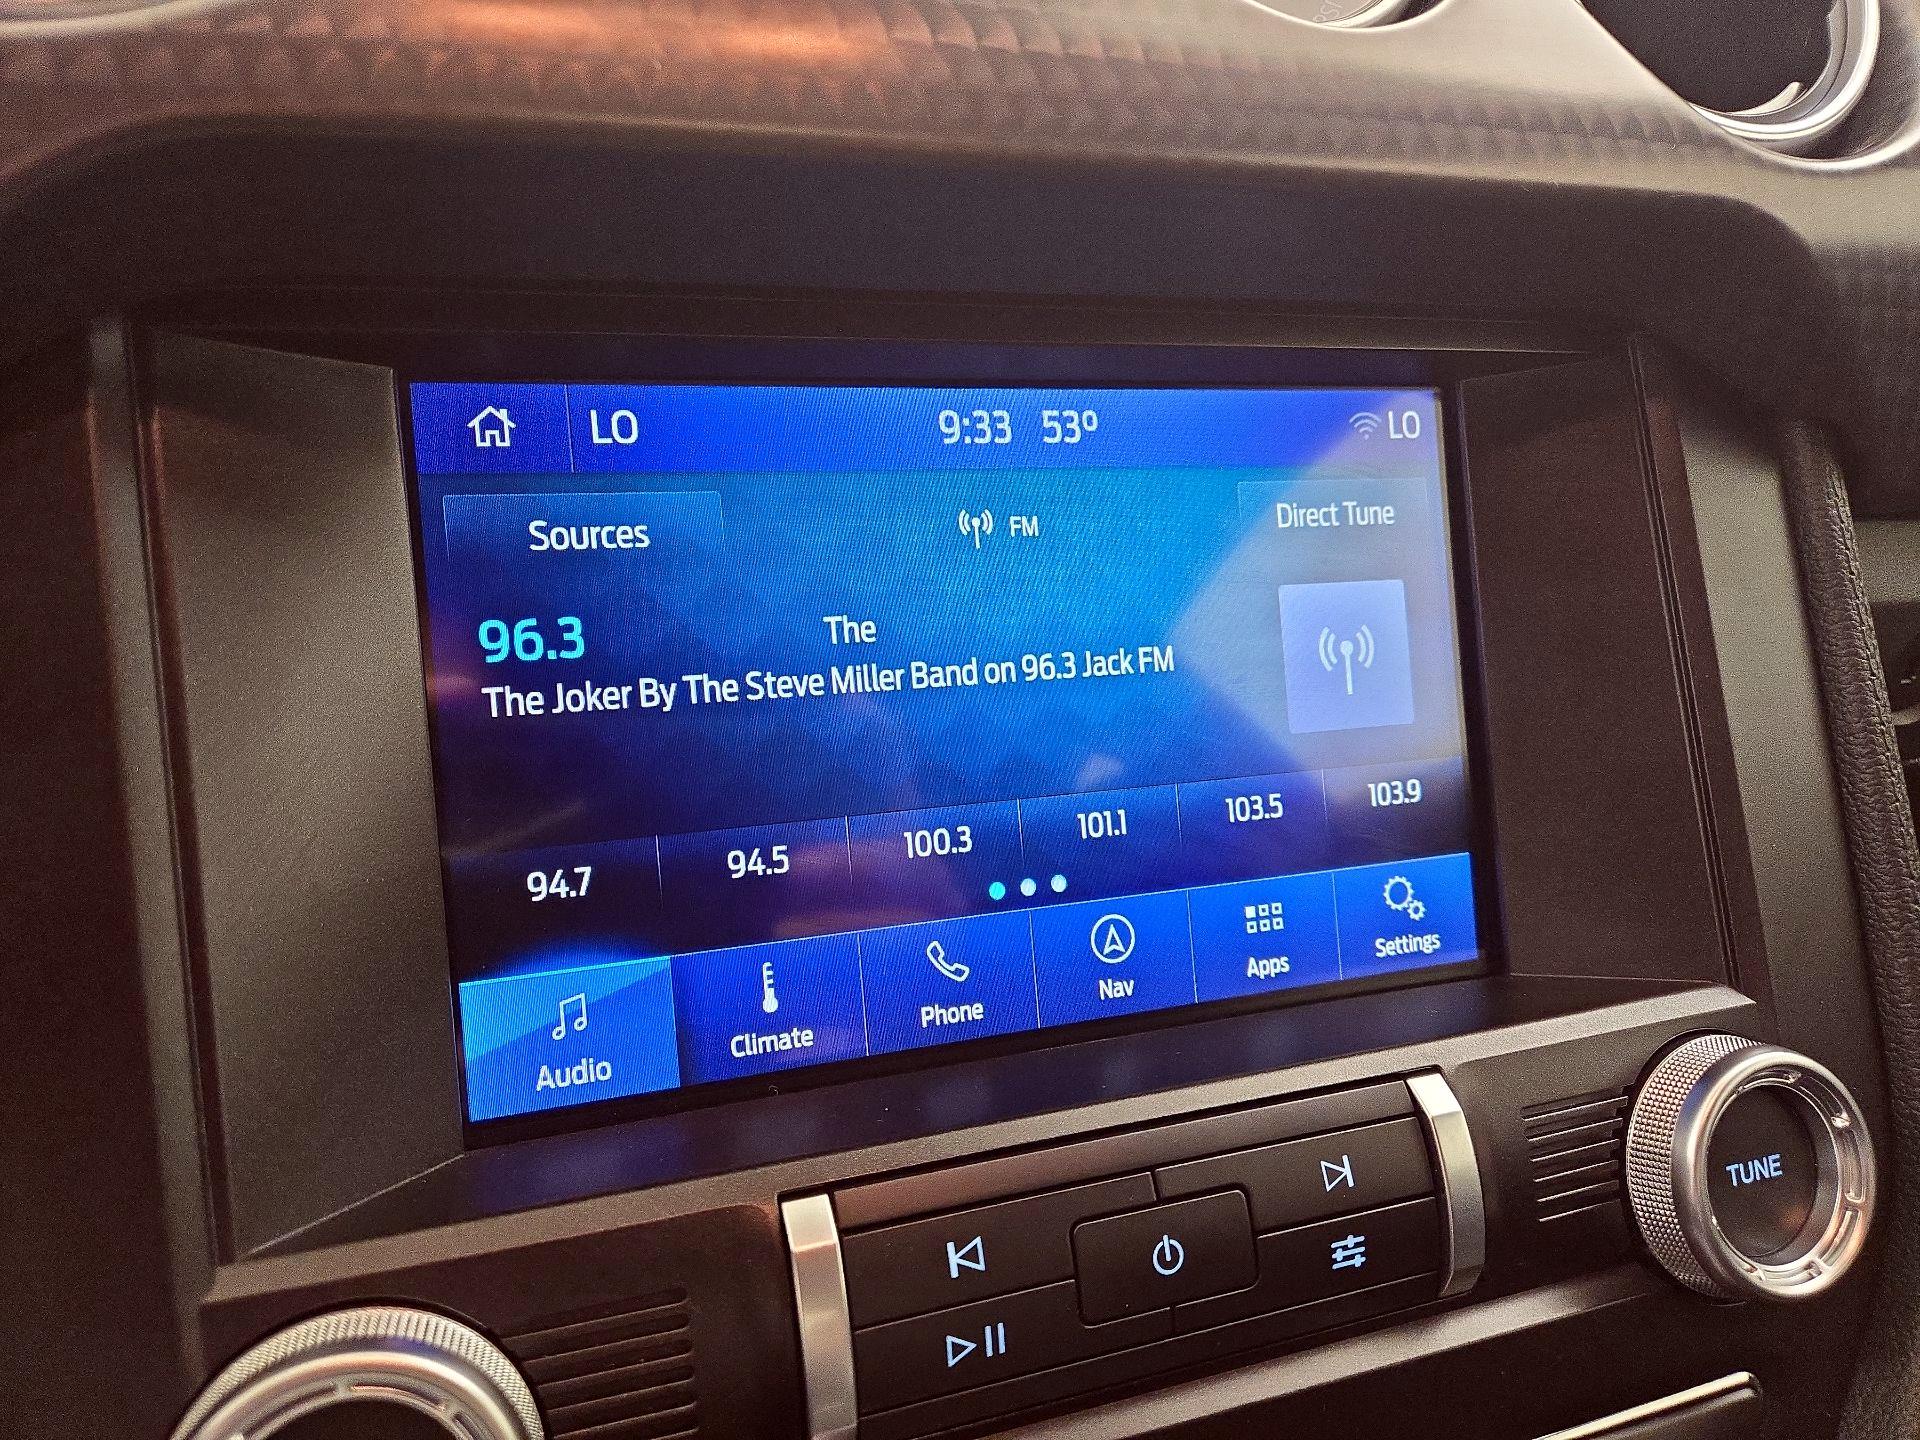 LO 9:33 53° LO
Sources FM Direct Tune
96.3 The
The Joker By The Steve Miller Band on 96.3 Jack FM
94.7 94.5 100.3 101.1 103.5 103.9
Audio Climate Phone Nav Apps Settings
TUNE